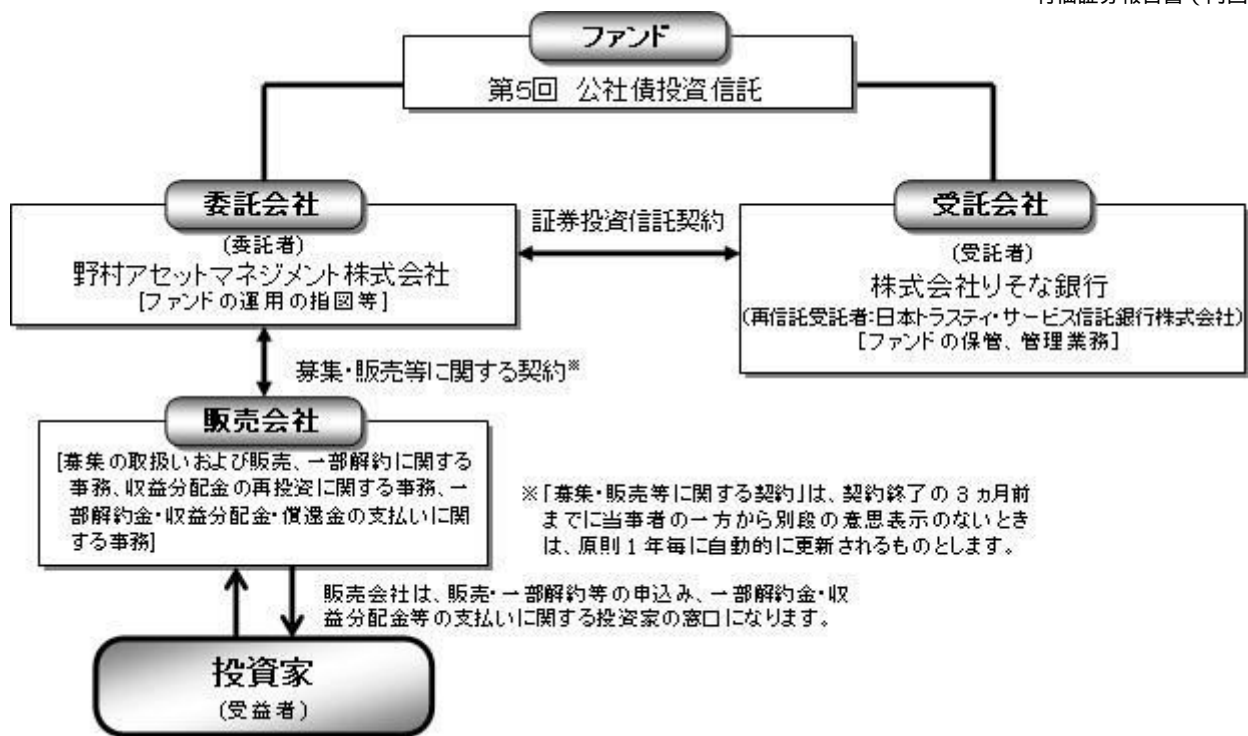 ファンド
第5回 公社債投資信託
委託会社
(委託者)
野村アセットマネジメント株式会社
[ファンドの運用の指図等]
証券投資信託契約
受託会社
(受託者)
株式会社りそな銀行
(再信託受託者:日本トラスティ・サービス信託銀行株式会社)
[ファンドの保管、管理業務]
募集・販売等に関する契約※
販売会社
[募集の取扱いおよび販売、一部解約に関する
事務、収益分配金の再投資に関する事務、一
部解約金・収益分配金・償還金の支払いに関
する事務]
※「募集・販売等に関する契約」は、契約終了の3ヵ月前
までに当事者の一方から別段の意思表示のないとき
は、原則1年毎に自動的に更新されるものとします。
販売会社は、販売・一部解約等の申込み、一部解約金・収
益分配金等の支払いに関する投資家の窓口になります。
投資家
(受益者)